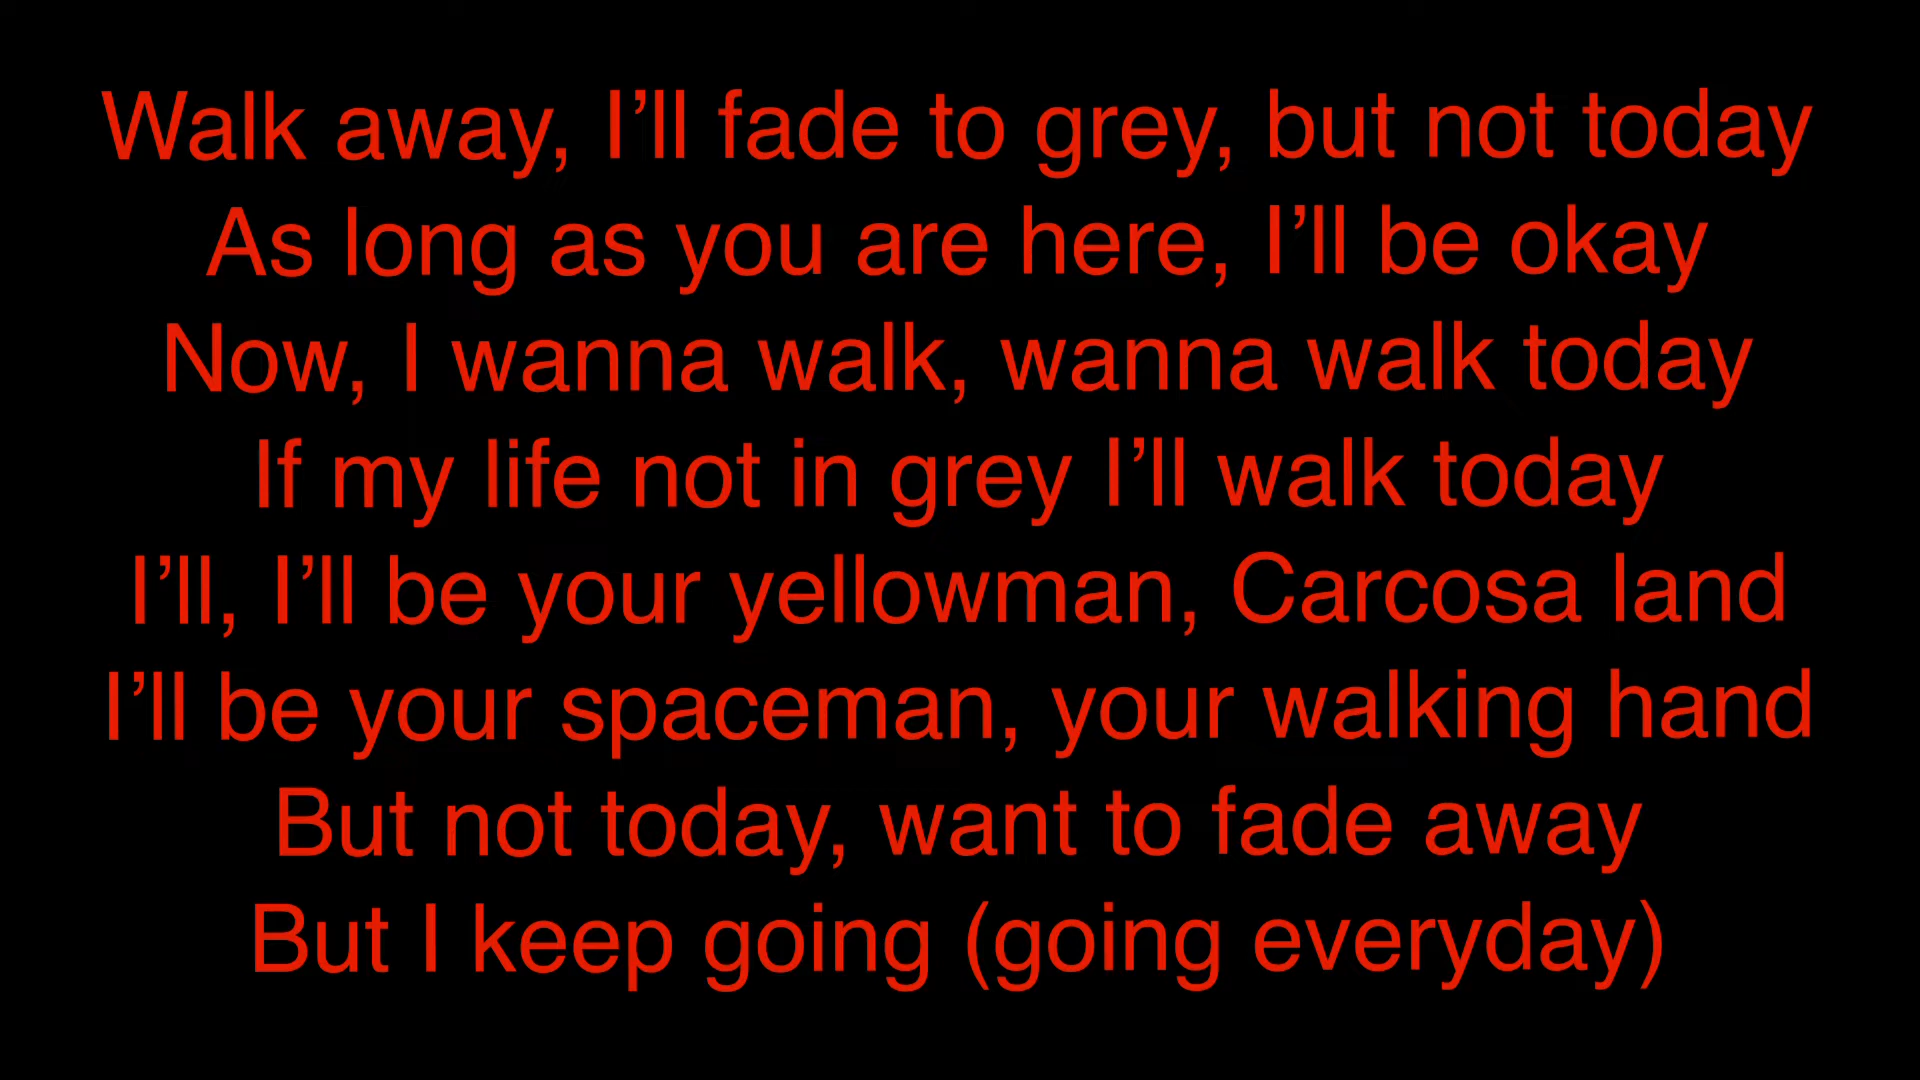 Walk away, I’ll fade to grey, but not today
As long as you are here, I’ll be okay
Now, I wanna walk, wanna walk today
If my life not in grey I’ll walk today
I’ll, I’ll be your yellowman, Carcosa land
I’ll be your spaceman, your walking hand
But not today, want to fade away
But I keep going (going everyday)